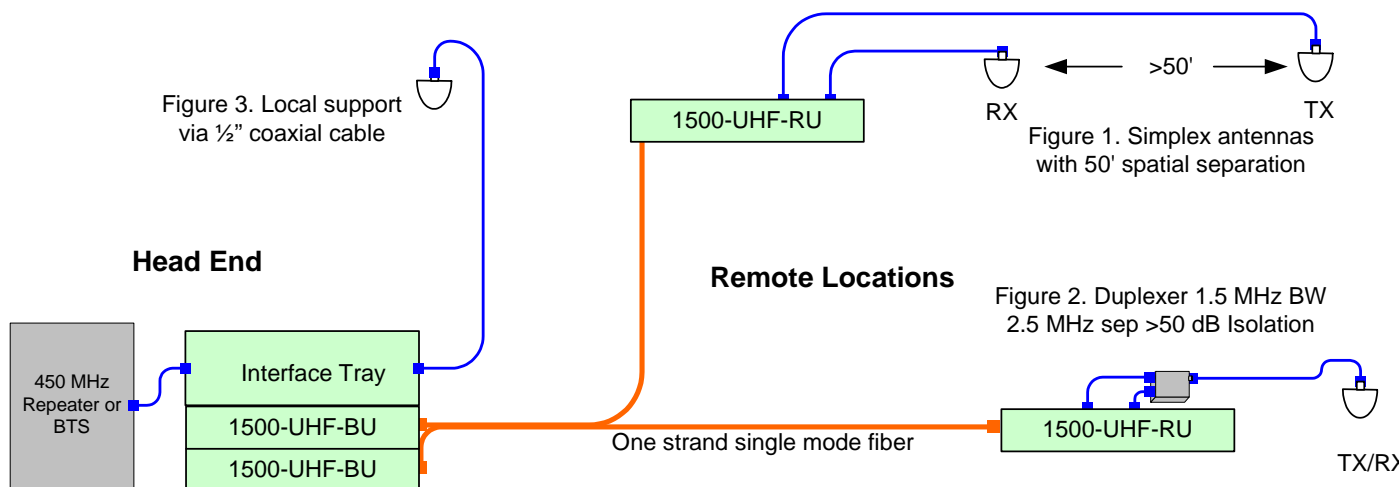 Figure 3. Local support
via ½” coaxial cable
1500-UHF-RU
RX
>50'
TX
Figure 1. Simplex antennas
with 50' spatial separation
Head End
Remote Locations
Figure 2. Duplexer 1.5 MHz BW
2.5 MHz sep >50 dB Isolation
450 MHz
Repeater or
BTS
Interface Tray
1500-UHF-BU
1500-UHF-BU
One strand single mode fiber
1500-UHF-RU
TX/RX